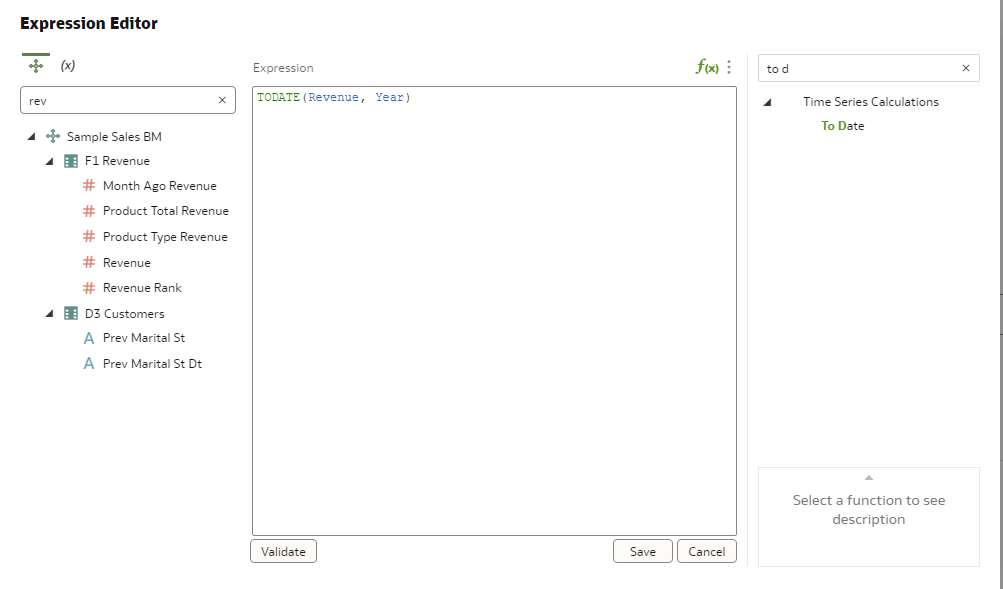 Expression Editor
(x)
rev
Sample Sales BM
F1 Revenue
Month Ago Revenue
Product Total Revenue
Product Type Revenue
Revenue
Revenue Rank
D3 Customers
Prev Marital St
Prev Marital St Dt
Expression
f(x)
TODATE(Revenue, Year)
Validate
Save
Cancel
to d
Time Series Calculations
To Date
Select a function to see
description